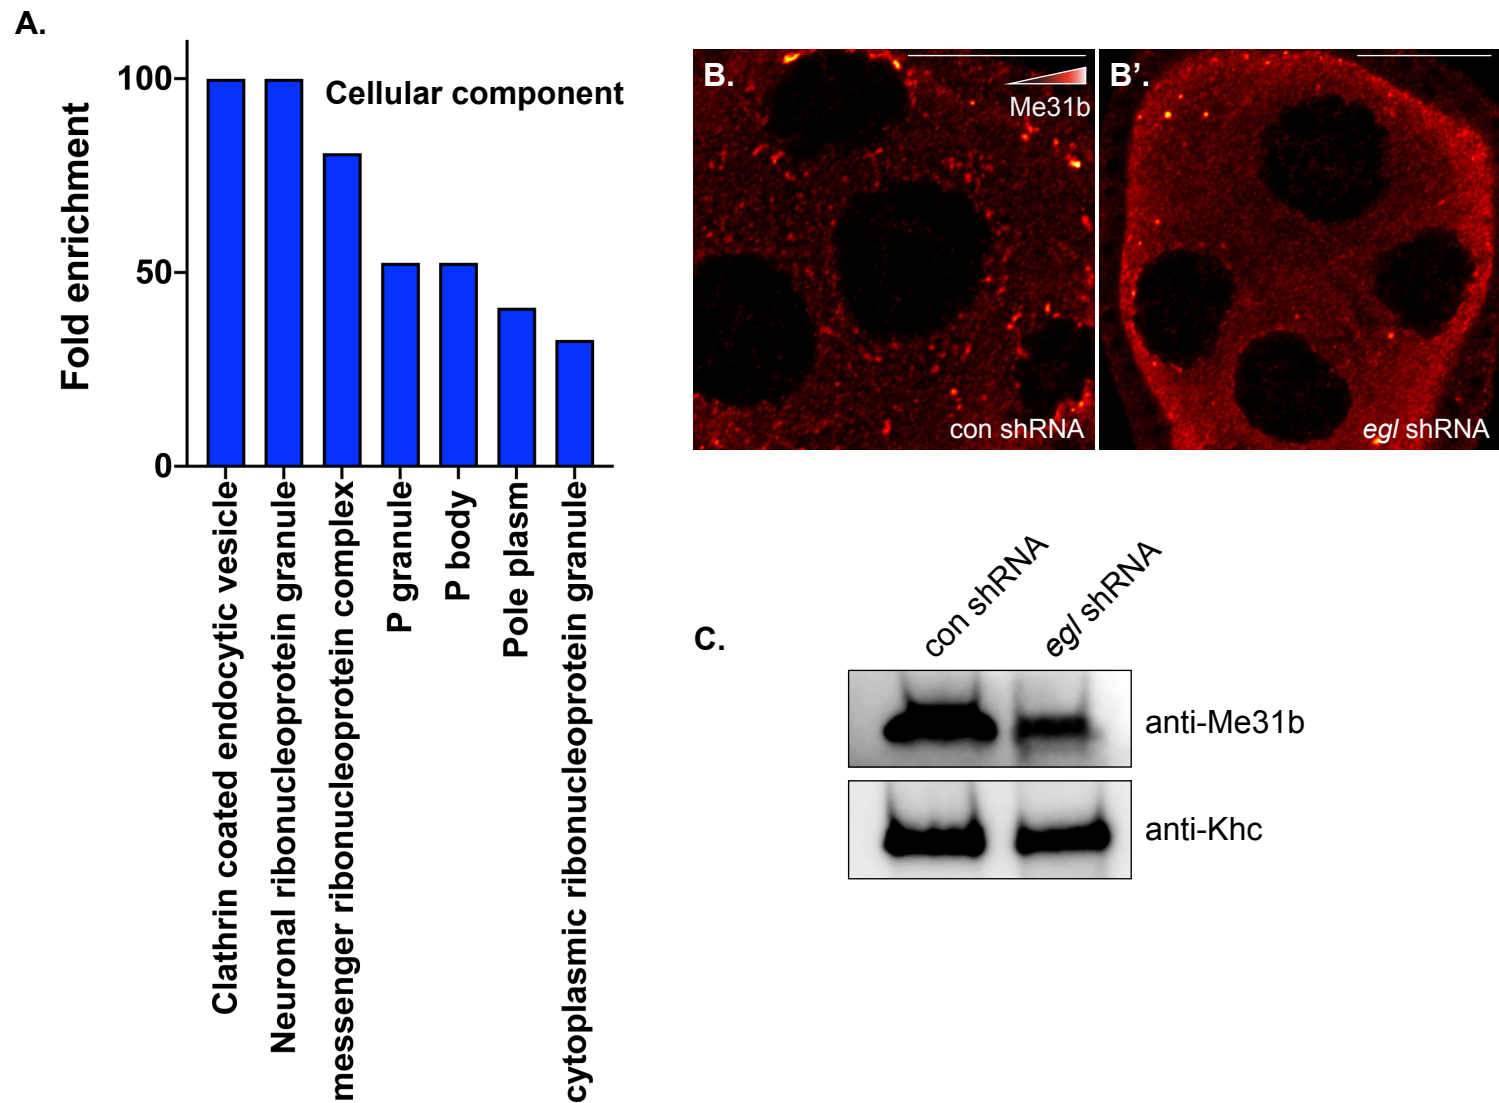 A.
Fold enrichment
100
50
0
Cellular component
Clathrin coated endocytic vesicle
Neuronal ribonucleoprotein granule
messenger ribonucleoprotein complex
P granule
P body
Pole plasm
cytoplasmic ribonucleoprotein granule
B.
Me31b
con shRNA
B’.
egl shRNA
C.
con shRNA
egl shRNA
anti-Me31b
anti-Khc